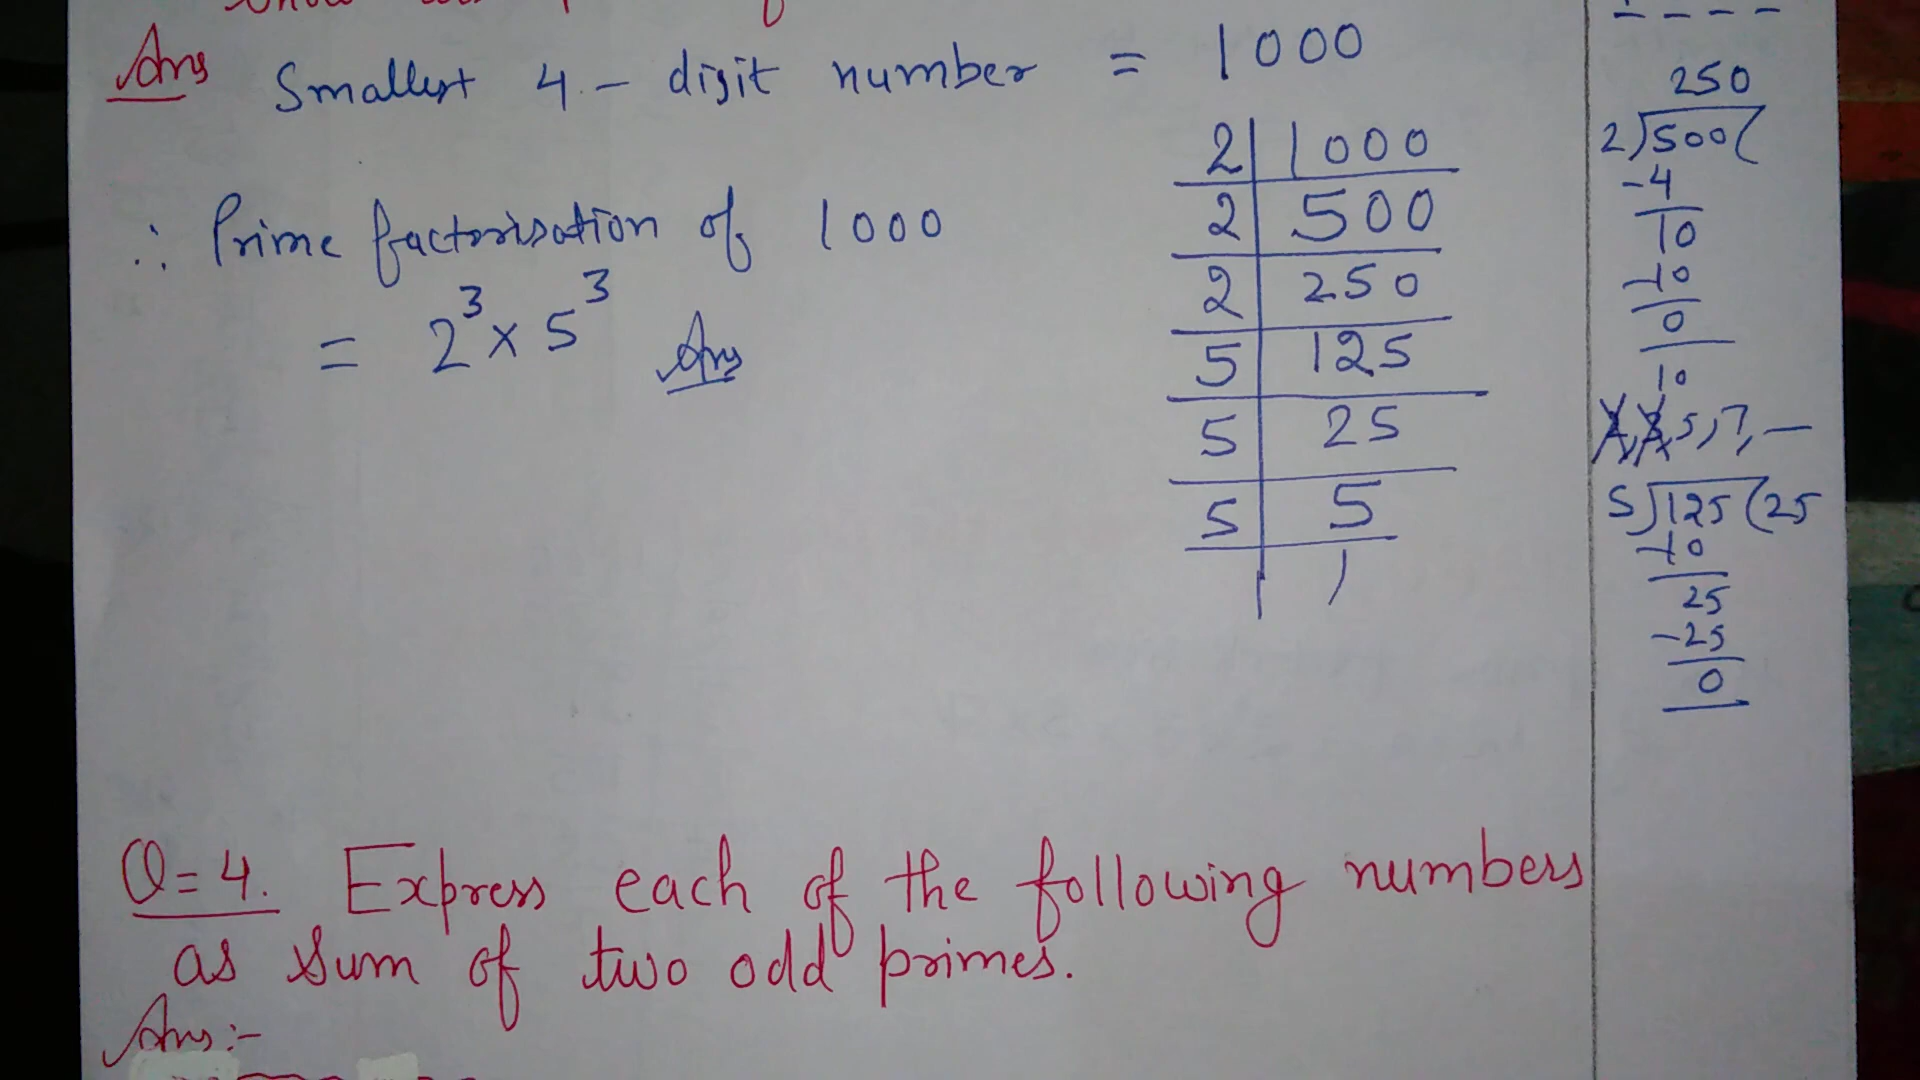 Ans Smallest 4-digit number = 1000
2 | 1000
2 | 500
2 | 250
5 | 125
5 | 25
5 | 5
1
∴ Prime factorisation of 1000
= 2³ × 5³ Ans
250
2)500(
-4
10
-10
0
10
5, 7, —
5)125(25
-10
25
-25
0
Q=4. Express each of the following numbers
as sum of two odd primes.
Ans:-